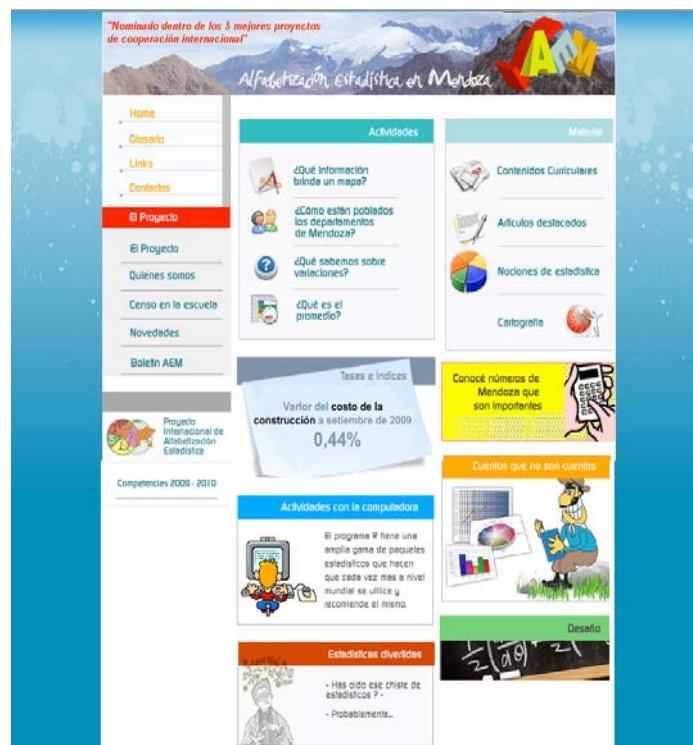 "Nominado dentro de los 5 mejores proyectos
de cooperación internacional"
Alfabetización Estadística en Mendoza
AEM
Home
Glosario
Links
Contactos
El Proyecto
El Proyecto
Quiénes somos
Censo en la escuela
Novedades
Boletín AEM
Proyecto
Internacional de
Alfabetización
Estadística
Competencias 2009 - 2010
Actividades
¿Qué información
brinda un mapa?
¿Cómo están poblados
los departamentos
de Mendoza?
¿Qué sabemos sobre
variaciones?
¿Qué es el
promedio?
Material
Contenidos Curriculares
Artículos destacados
Nociones de estadística
Cartografía
Tasas e Indices
Varlor del costo de la
construcción a setiembre de 2009
0,44%
Conocé números de
Mendoza que
son importantes
Actividades con la computadora
El programa R tiene una
amplia gama de paquetes
estadísticos que hacen
que cada vez mas a nivel
mundial se utilice y
recomiende el mismo.
Cuentos que no son cuentos
Estadísticas divertidas
- Has oido ese chiste de
estadísticos ? -
- Probablemente...
Desafío